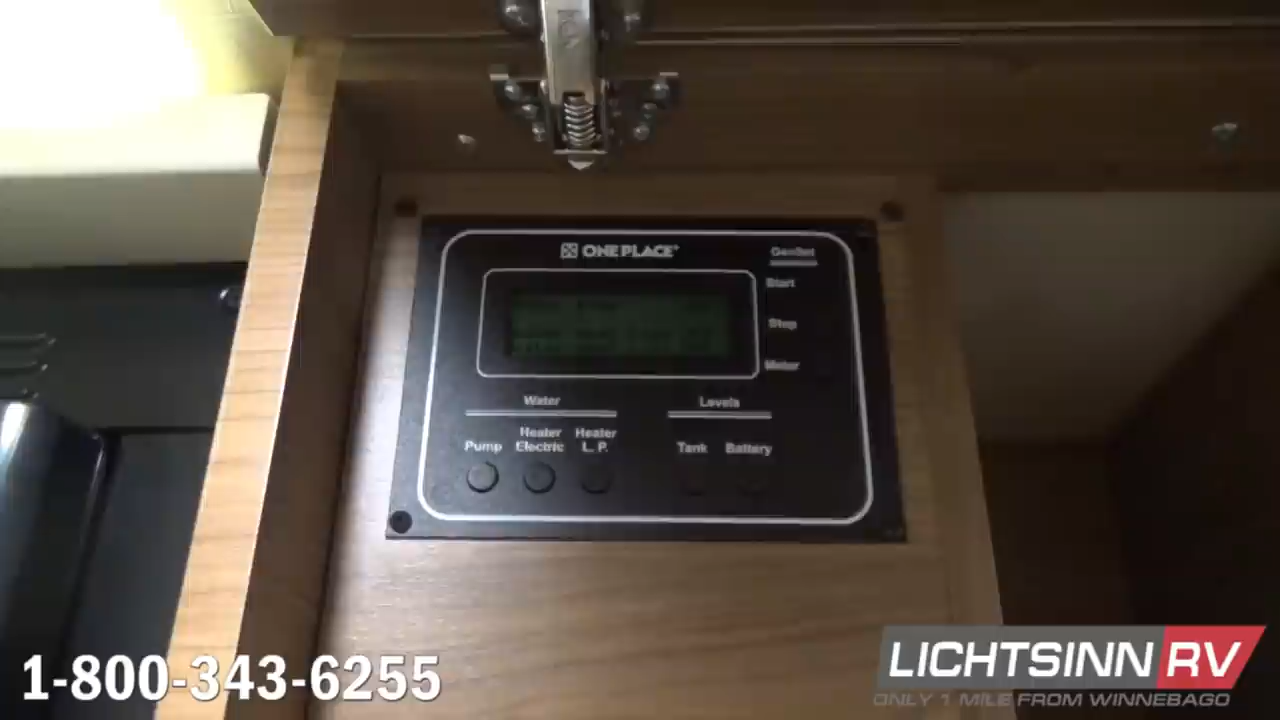 ONE PLACE
GenSet
Start
Stop
Meter
Water
Levels
Pump
Heater Electric
Heater L. P.
Tank
Battery
1-800-343-6255
LICHTSINN RV
ONLY 1 MILE FROM WINNEBAGO